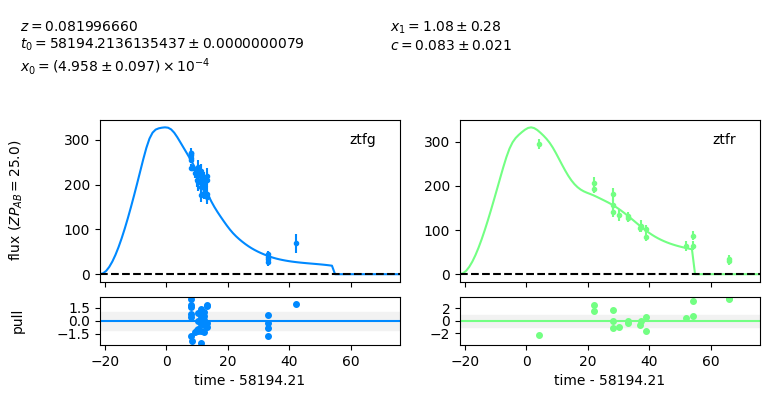 z = 0.081996660
t₀ = 58194.2136135437 ± 0.0000000079
x₀ = (4.958 ± 0.097) × 10⁻⁴
x₁ = 1.08 ± 0.28
c = 0.083 ± 0.021
flux (ZP_AB = 25.0)
300
200
100
0
ztfg
300
200
100
0
ztfr
pull
1.5
0.0
−1.5
2
0
−2
−20 0 20 40 60
−20 0 20 40 60
time - 58194.21
time - 58194.21